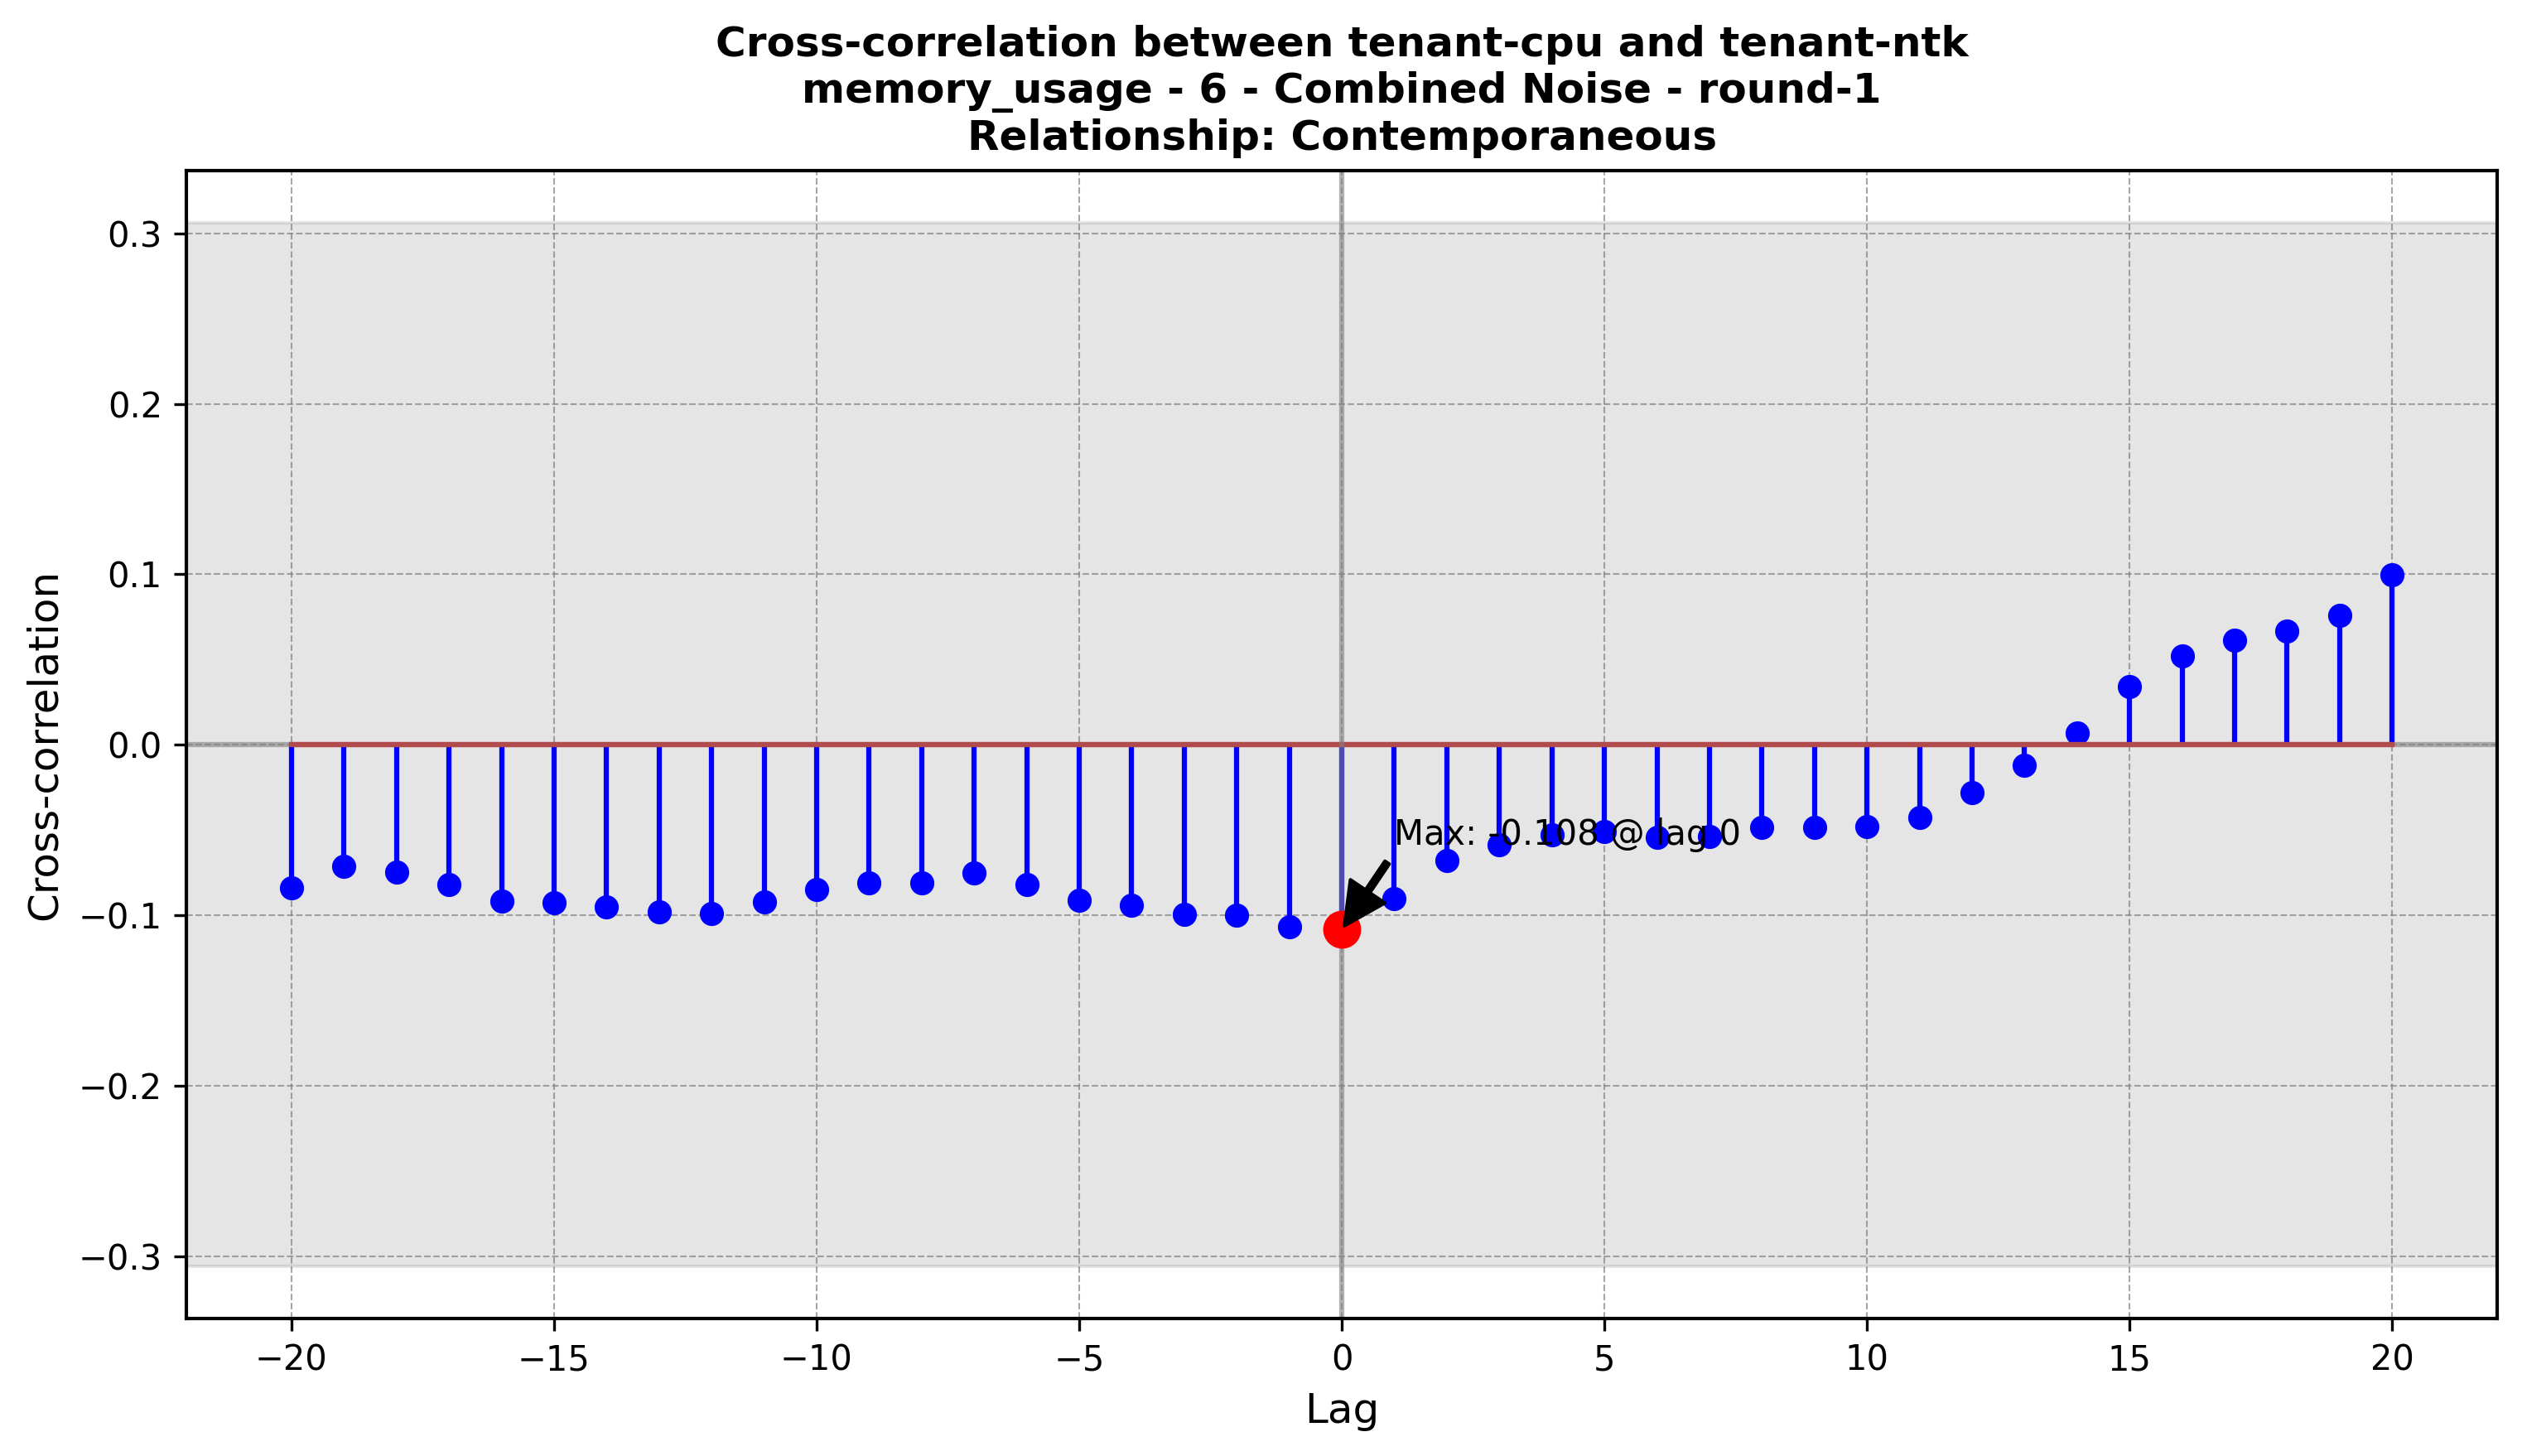 Cross-correlation between tenant-cpu and tenant-ntk
memory_usage - 6 - Combined Noise - round-1
Relationship: Contemporaneous
Cross-correlation
0.3
0.2
0.1
0.0
−0.1
−0.2
−0.3
Max: -0.108 @ lag 0
−20
−15
−10
−5
0
5
10
15
20
Lag